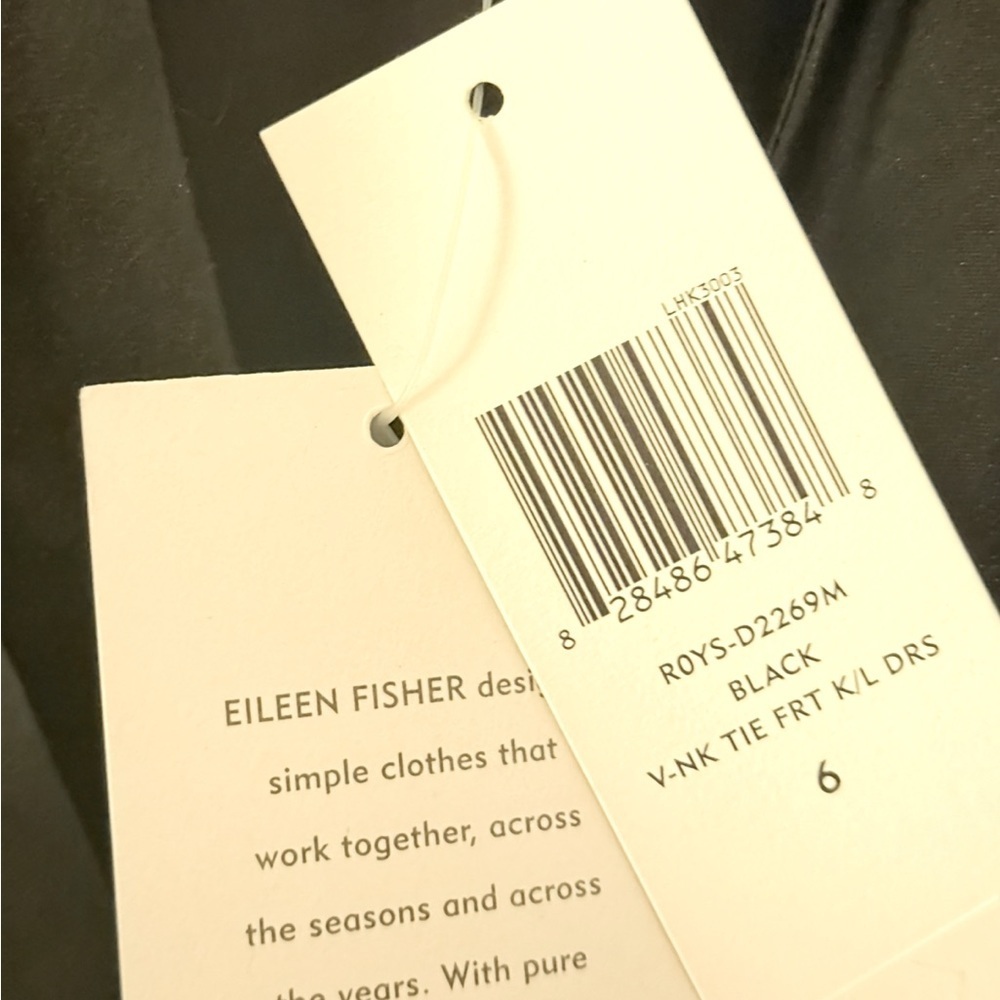 LHK3003
8 28486 47384 8
R0YS-D2269M
BLACK
V-NK TIE FRT K/L DRS
6
EILEEN FISHER
simple clothes that
work together, across
the seasons and across
the years. With pure